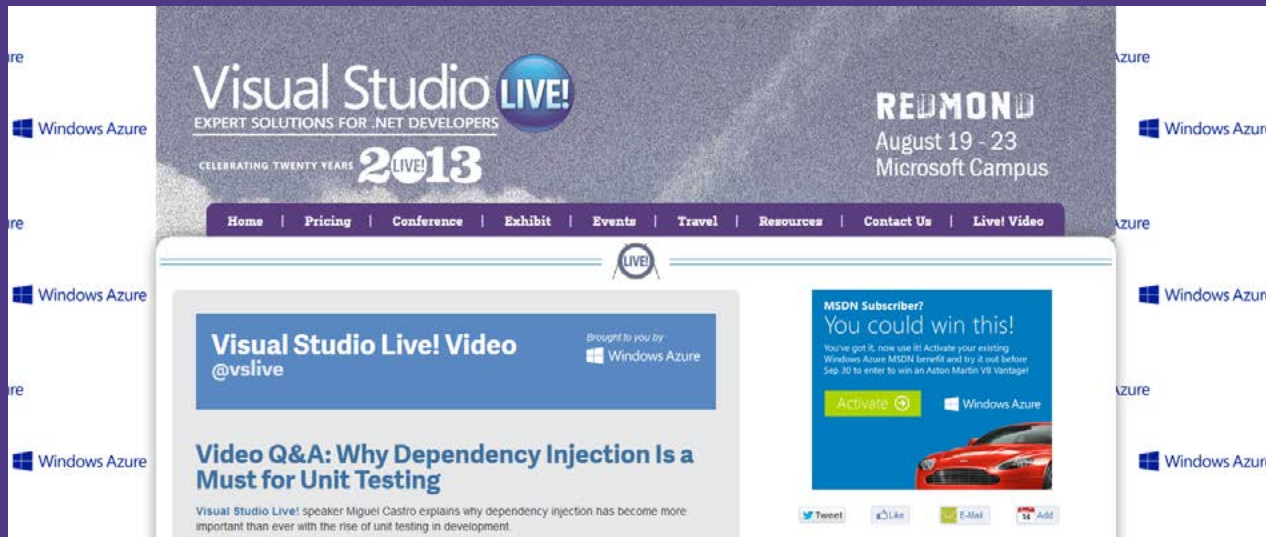 Visual Studio LIVE!
EXPERT SOLUTIONS FOR .NET DEVELOPERS
CELEBRATING TWENTY YEARS 2013 LIVE!
REDMOND
August 19 - 23
Microsoft Campus
Home | Pricing | Conference | Exhibit | Events | Travel | Resources | Contact Us | Live! Video
LIVE!
Visual Studio Live! Video
@vslive
Brought to you by
Windows Azure
Video Q&A: Why Dependency Injection Is a
Must for Unit Testing
Visual Studio Live! speaker Miguel Castro explains why dependency injection has become more
important than ever with the rise of unit testing in development.
MSDN Subscriber?
You could win this!
You've got it, now use it! Activate your existing
Windows Azure MSDN benefit and try it out before
Sep 30 to enter to win an Aston Martin V8 Vantage!
Activate
Windows Azure
Tweet
Like
E-Mail
14 Add
Windows Azure
Windows Azure
Windows Azure
Windows Azure
Windows Azure
Windows Azure